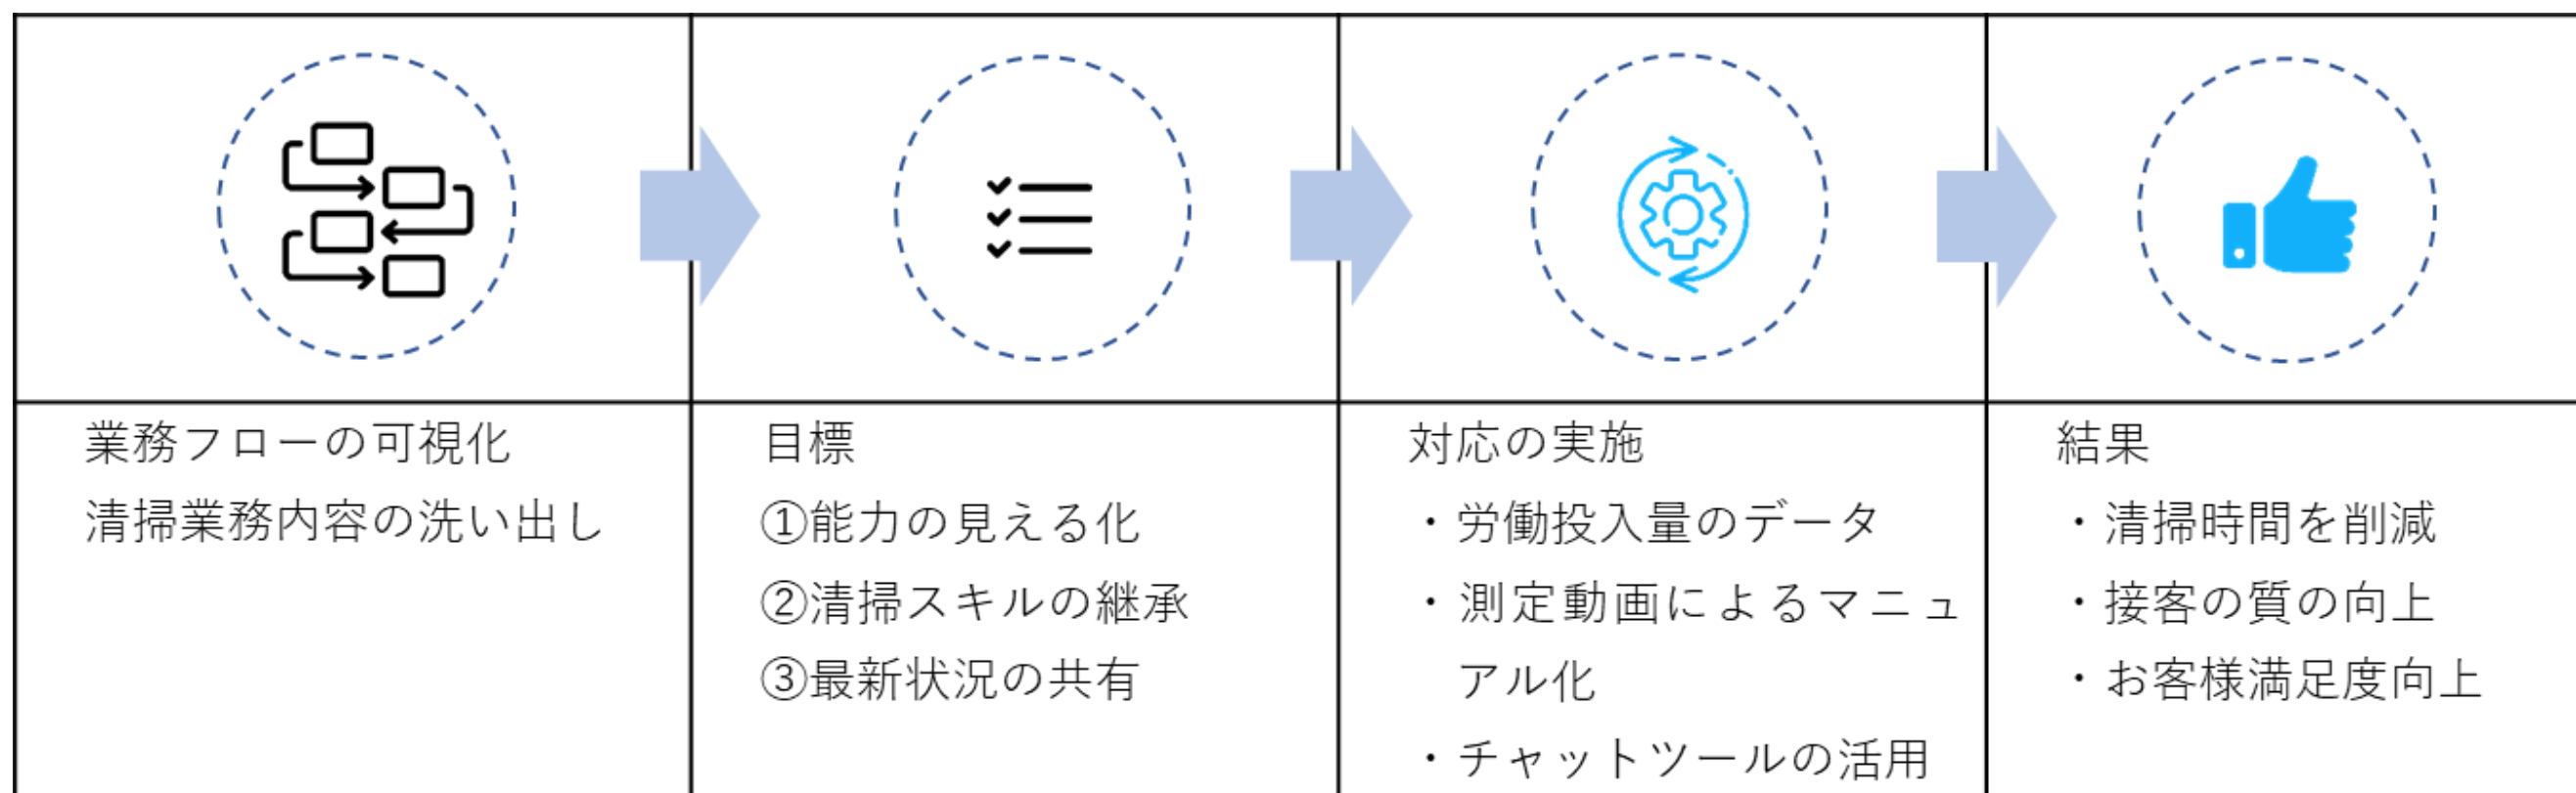 業務フローの可視化
清掃業務内容の洗い出し
目標
①能力の見える化
②清掃スキルの継承
③最新状況の共有
対応の実施
・労働投入量のデータ
・測定動画によるマニュ
アル化
・チャットツールの活用
結果
・清掃時間を削減
・接客の質の向上
・お客様満足度向上